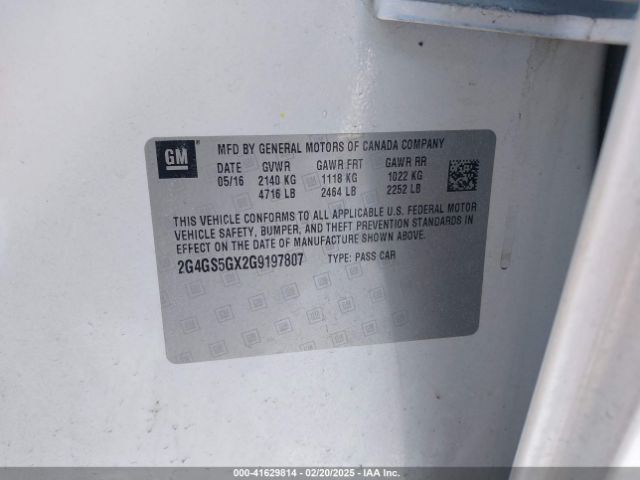 GM
MFD BY GENERAL MOTORS OF CANADA COMPANY
DATE GVWR GAWR FRT GAWR RR
05/16 2140 KG 1118 KG 1022 KG
4716 LB 2464 LB 2252 LB
THIS VEHICLE CONFORMS TO ALL APPLICABLE U.S. FEDERAL MOTOR
VEHICLE SAFETY, BUMPER, AND THEFT PREVENTION STANDARDS IN
EFFECT ON THE DATE OF MANUFACTURE SHOWN ABOVE.
2G4GS5GX2G9197807 TYPE: PASS CAR
000-41629814 - 02/20/2025 - IAA Inc.